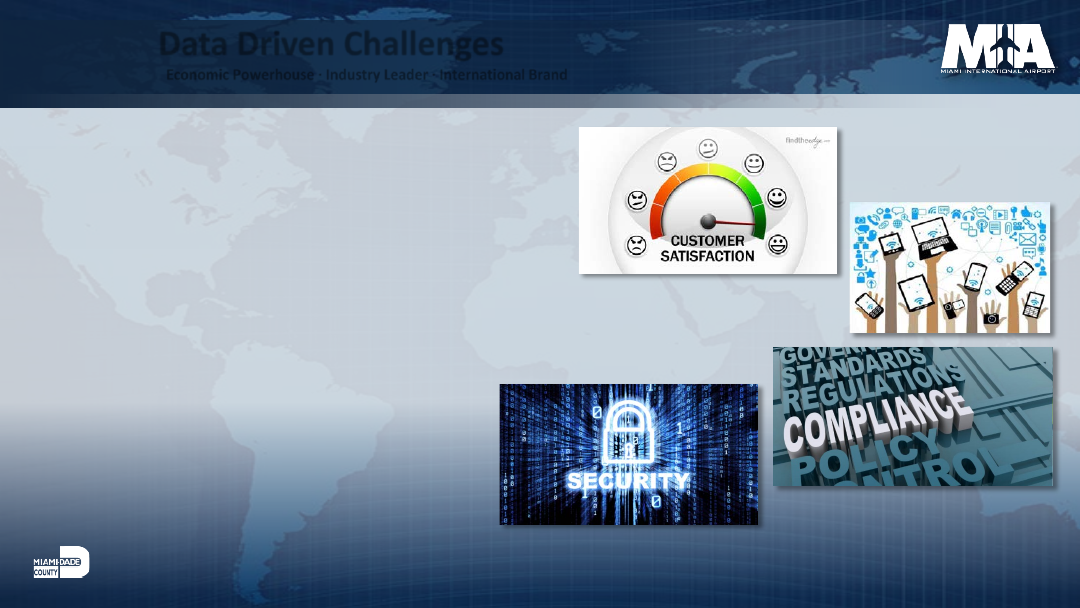 Data Driven Challenges
Economic Powerhouse - Industry Leader - International Brand
MIA
MIAMI INTERNATIONAL AIRPORT
findtheedge
CUSTOMER
SATISFACTION
STANDARDS
REGULATIONS
COMPLIANCE
POLICY
SECURITY
MIAMI-DADE
COUNTY